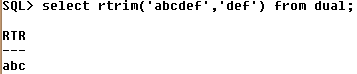 SQL> select rtrim('abcdef','def') from dual;
RTR
---
abc